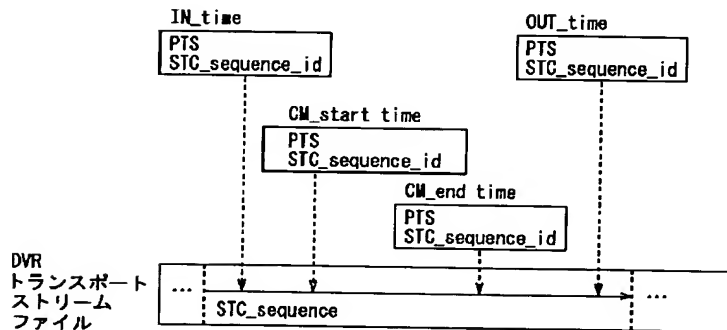 IN_time
PTS
STC_sequence_id
OUT_time
PTS
STC_sequence_id
CM_start time
PTS
STC_sequence_id
CM_end time
PTS
STC_sequence_id
DVR
トランスポート
ストリーム
ファイル
...
STC_sequence
...